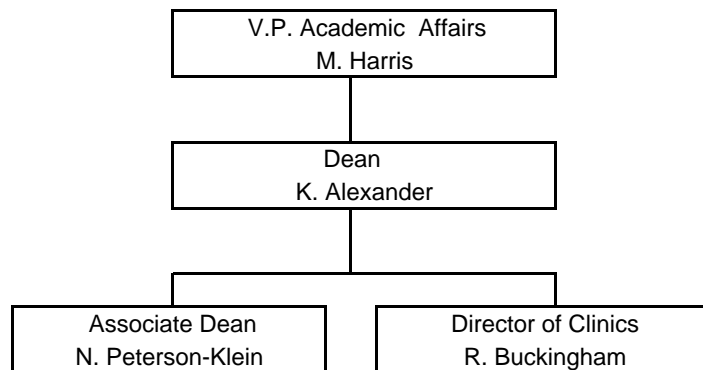 V.P. Academic Affairs
M. Harris
Dean
K. Alexander
Associate Dean
N. Peterson-Klein
Director of Clinics
R. Buckingham